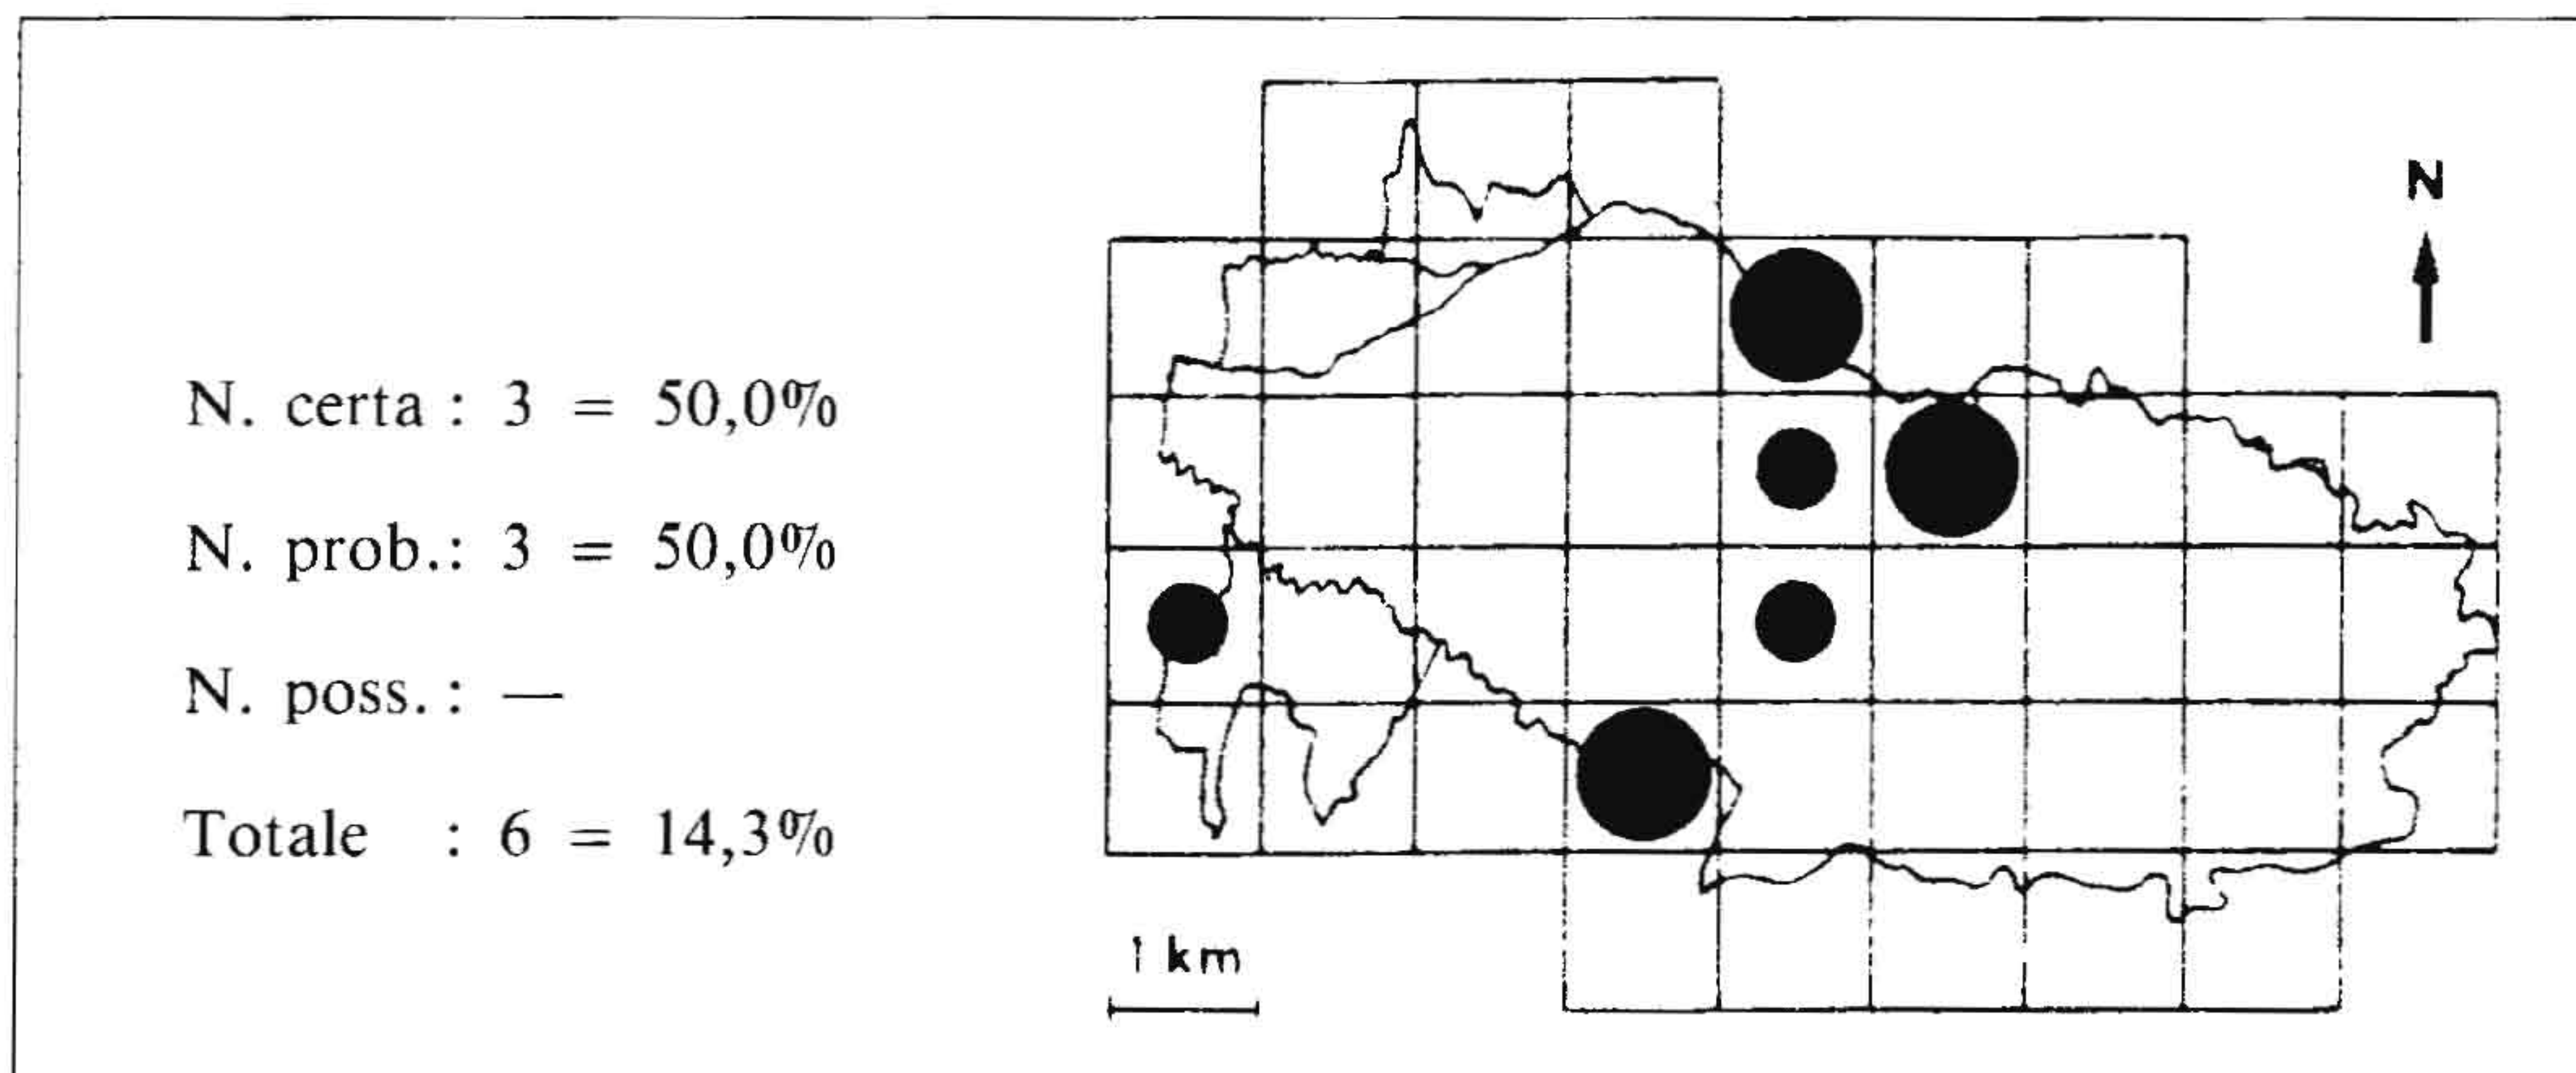 N. certa : 3 = 50,0%
N. prob.: 3 = 50,0%
N. poss. : —
Totale : 6 = 14,3%
N
1 km